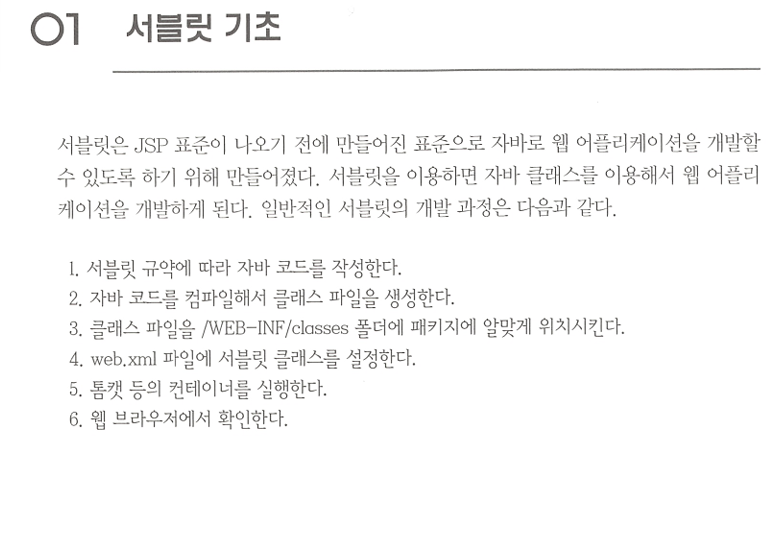 01 서블릿 기초
서블릿은 JSP 표준이 나오기 전에 만들어진 표준으로 자바로 웹 어플리케이션을 개발할
수 있도록 하기 위해 만들어졌다. 서블릿을 이용하면 자바 클래스를 이용해서 웹 어플리
케이션을 개발하게 된다. 일반적인 서블릿의 개발 과정은 다음과 같다.
1. 서블릿 규약에 따라 자바 코드를 작성한다.
2. 자바 코드를 컴파일해서 클래스 파일을 생성한다.
3. 클래스 파일을 /WEB-INF/classes 폴더에 패키지에 알맞게 위치시킨다.
4. web.xml 파일에 서블릿 클래스를 설정한다.
5. 톰캣 등의 컨테이너를 실행한다.
6. 웹 브라우저에서 확인한다.